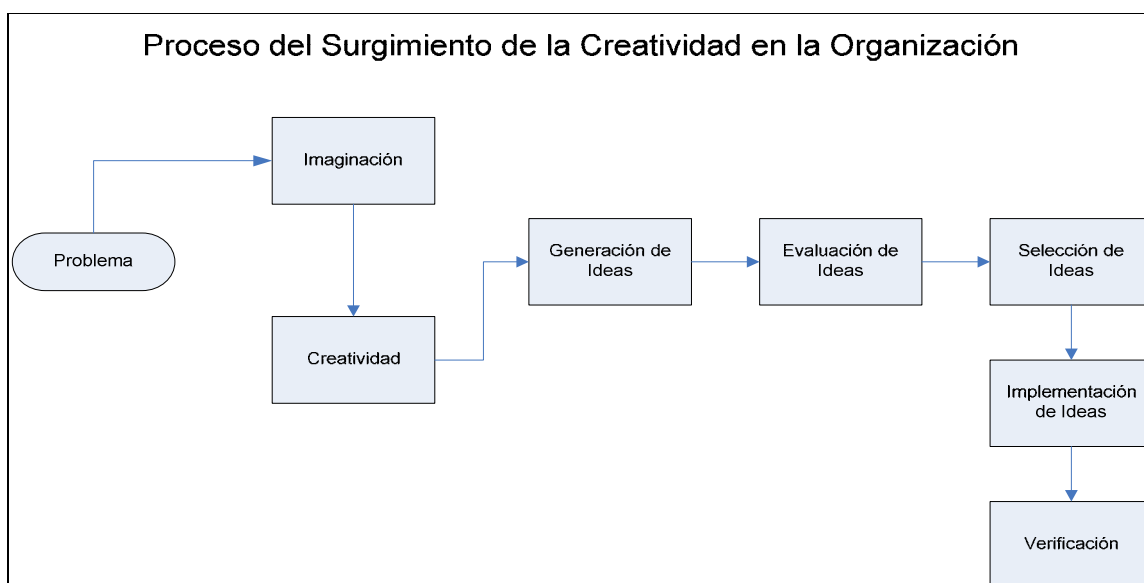 Proceso del Surgimiento de la Creatividad en la Organización
Problema
Imaginación
Creatividad
Generación de
Ideas
Evaluación de
Ideas
Selección de
Ideas
Implementación
de Ideas
Verificación